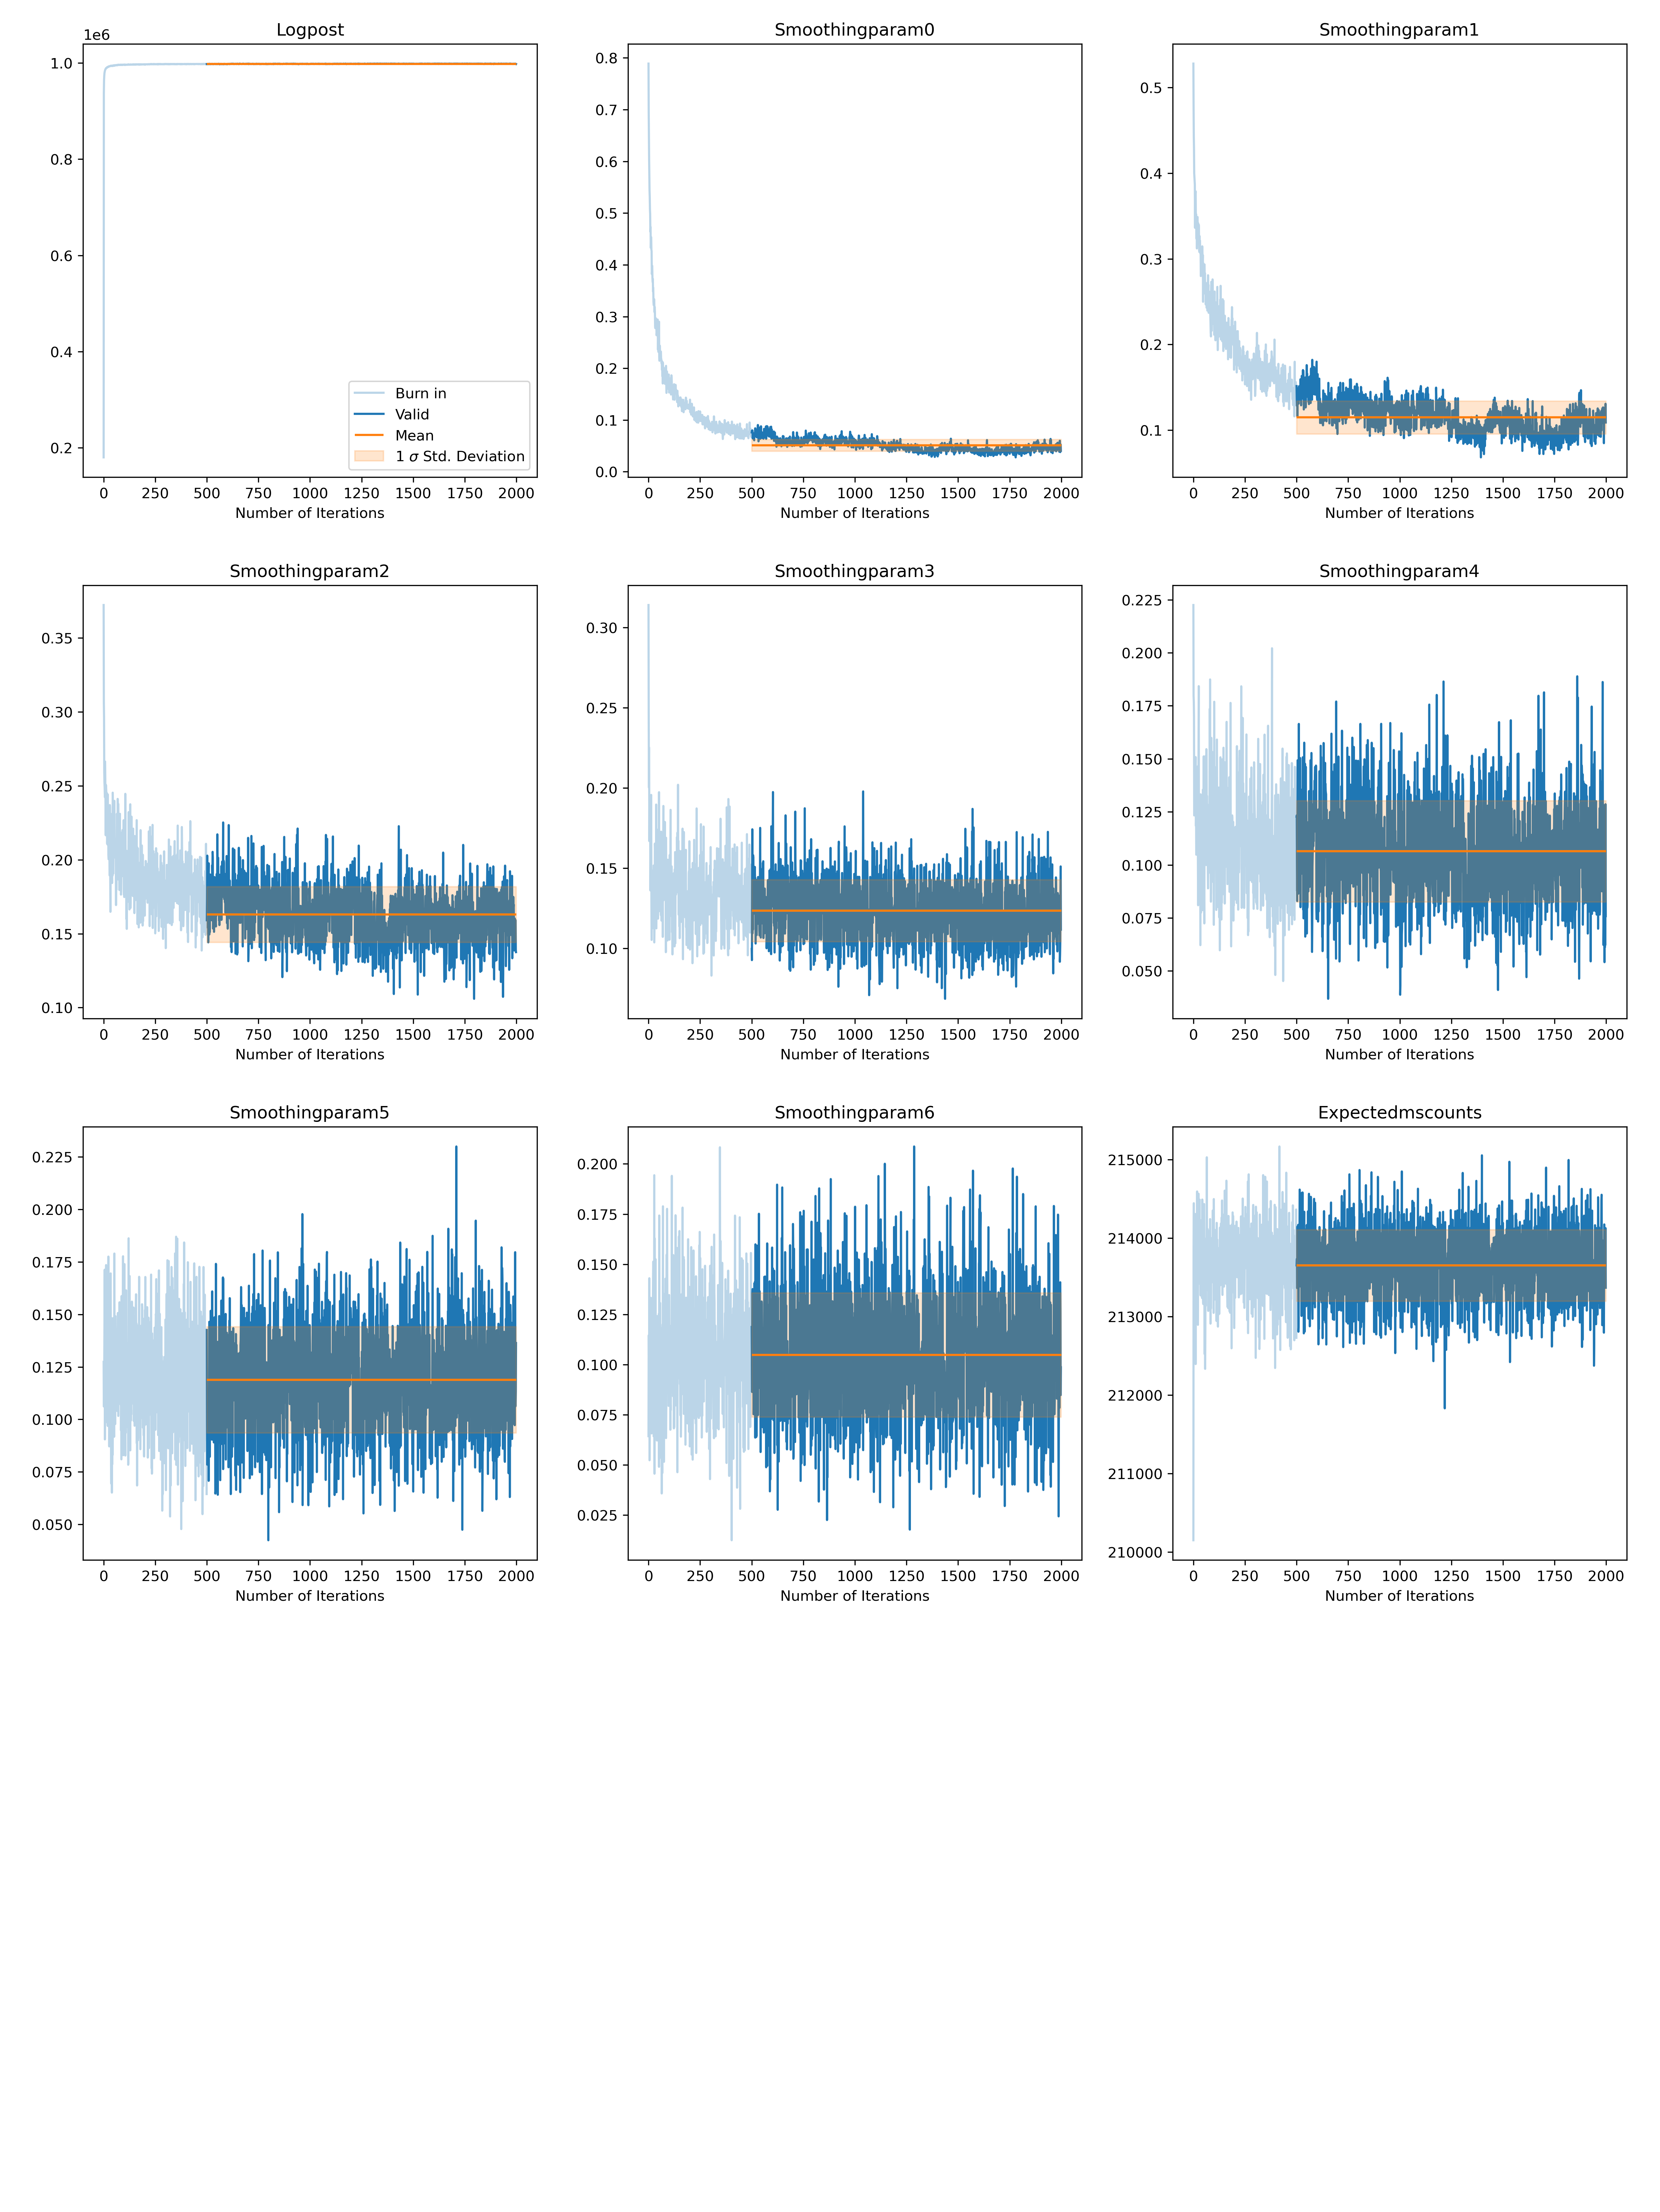 Logpost
1e6
1.0
0.8
0.6
0.4
0.2
Burn in
Valid
Mean
1 σ Std. Deviation
0 250 500 750 1000 1250 1500 1750 2000
Number of Iterations
Smoothingparam0
0.8
0.7
0.6
0.5
0.4
0.3
0.2
0.1
0.0
0 250 500 750 1000 1250 1500 1750 2000
Number of Iterations
Smoothingparam1
0.5
0.4
0.3
0.2
0.1
0 250 500 750 1000 1250 1500 1750 2000
Number of Iterations
Smoothingparam2
0.35
0.30
0.25
0.20
0.15
0.10
0 250 500 750 1000 1250 1500 1750 2000
Number of Iterations
Smoothingparam3
0.30
0.25
0.20
0.15
0.10
0 250 500 750 1000 1250 1500 1750 2000
Number of Iterations
Smoothingparam4
0.225
0.200
0.175
0.150
0.125
0.100
0.075
0.050
0 250 500 750 1000 1250 1500 1750 2000
Number of Iterations
Smoothingparam5
0.225
0.200
0.175
0.150
0.125
0.100
0.075
0.050
0 250 500 750 1000 1250 1500 1750 2000
Number of Iterations
Smoothingparam6
0.200
0.175
0.150
0.125
0.100
0.075
0.050
0.025
0 250 500 750 1000 1250 1500 1750 2000
Number of Iterations
Expectedmscounts
215000
214000
213000
212000
211000
210000
0 250 500 750 1000 1250 1500 1750 2000
Number of Iterations